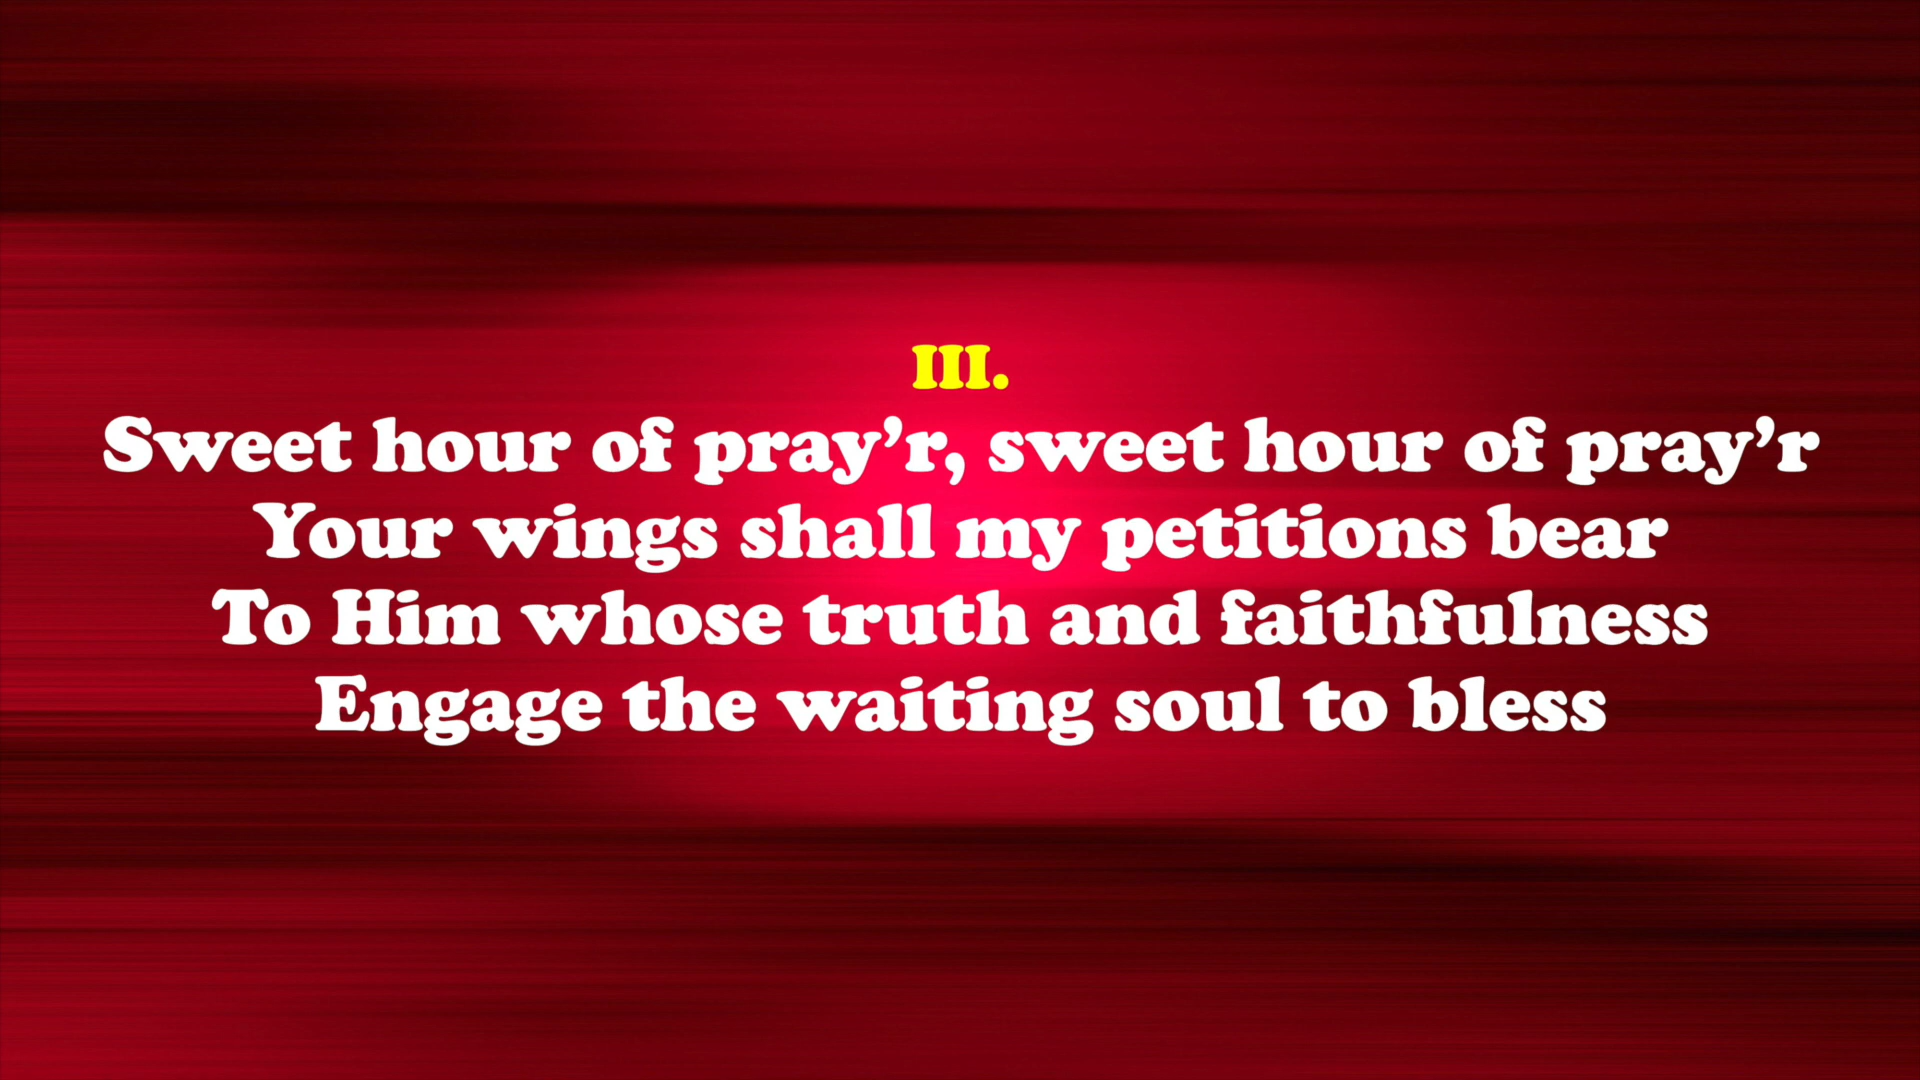 III.
Sweet hour of pray’r, sweet hour of pray’r
Your wings shall my petitions bear
To Him whose truth and faithfulness
Engage the waiting soul to bless